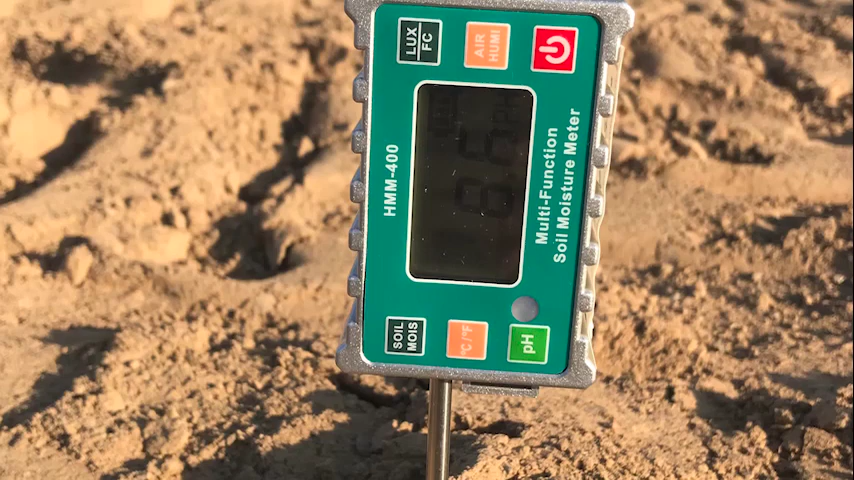 LUX
FC
AIR
HUMI
HMM-400
Multi-Function
Soil Moisture Meter
SOIL
MOIS
°C/°F
pH